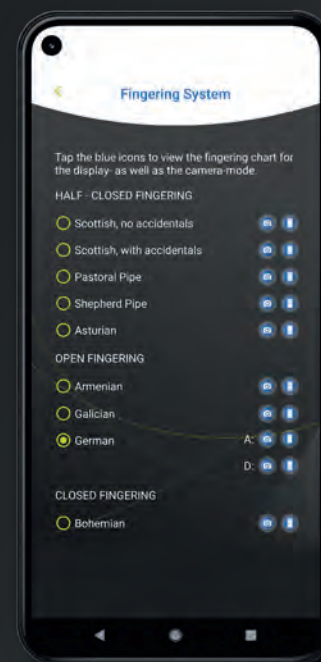 Fingering System
Tap the blue icons to view the fingering chart for
the display- as well as the camera-mode.
HALF - CLOSED FINGERING
Scottish, no accidentals
Scottish, with accidentals
Pastoral Pipe
Shepherd Pipe
Asturian
OPEN FINGERING
Armenian
Galician
German A:
D:
CLOSED FINGERING
Bohemian